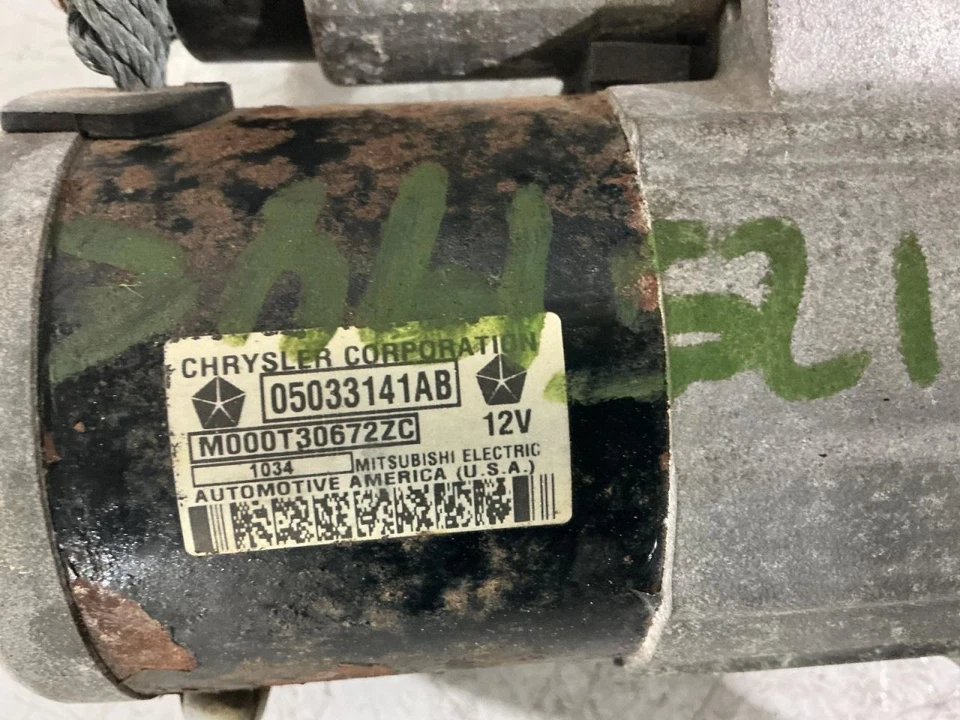 CHRYSLER CORPORATION
05033141AB
M000T30672ZC
12V
1034
MITSUBISHI ELECTRIC
AUTOMOTIVE AMERICA (U.S.A.)